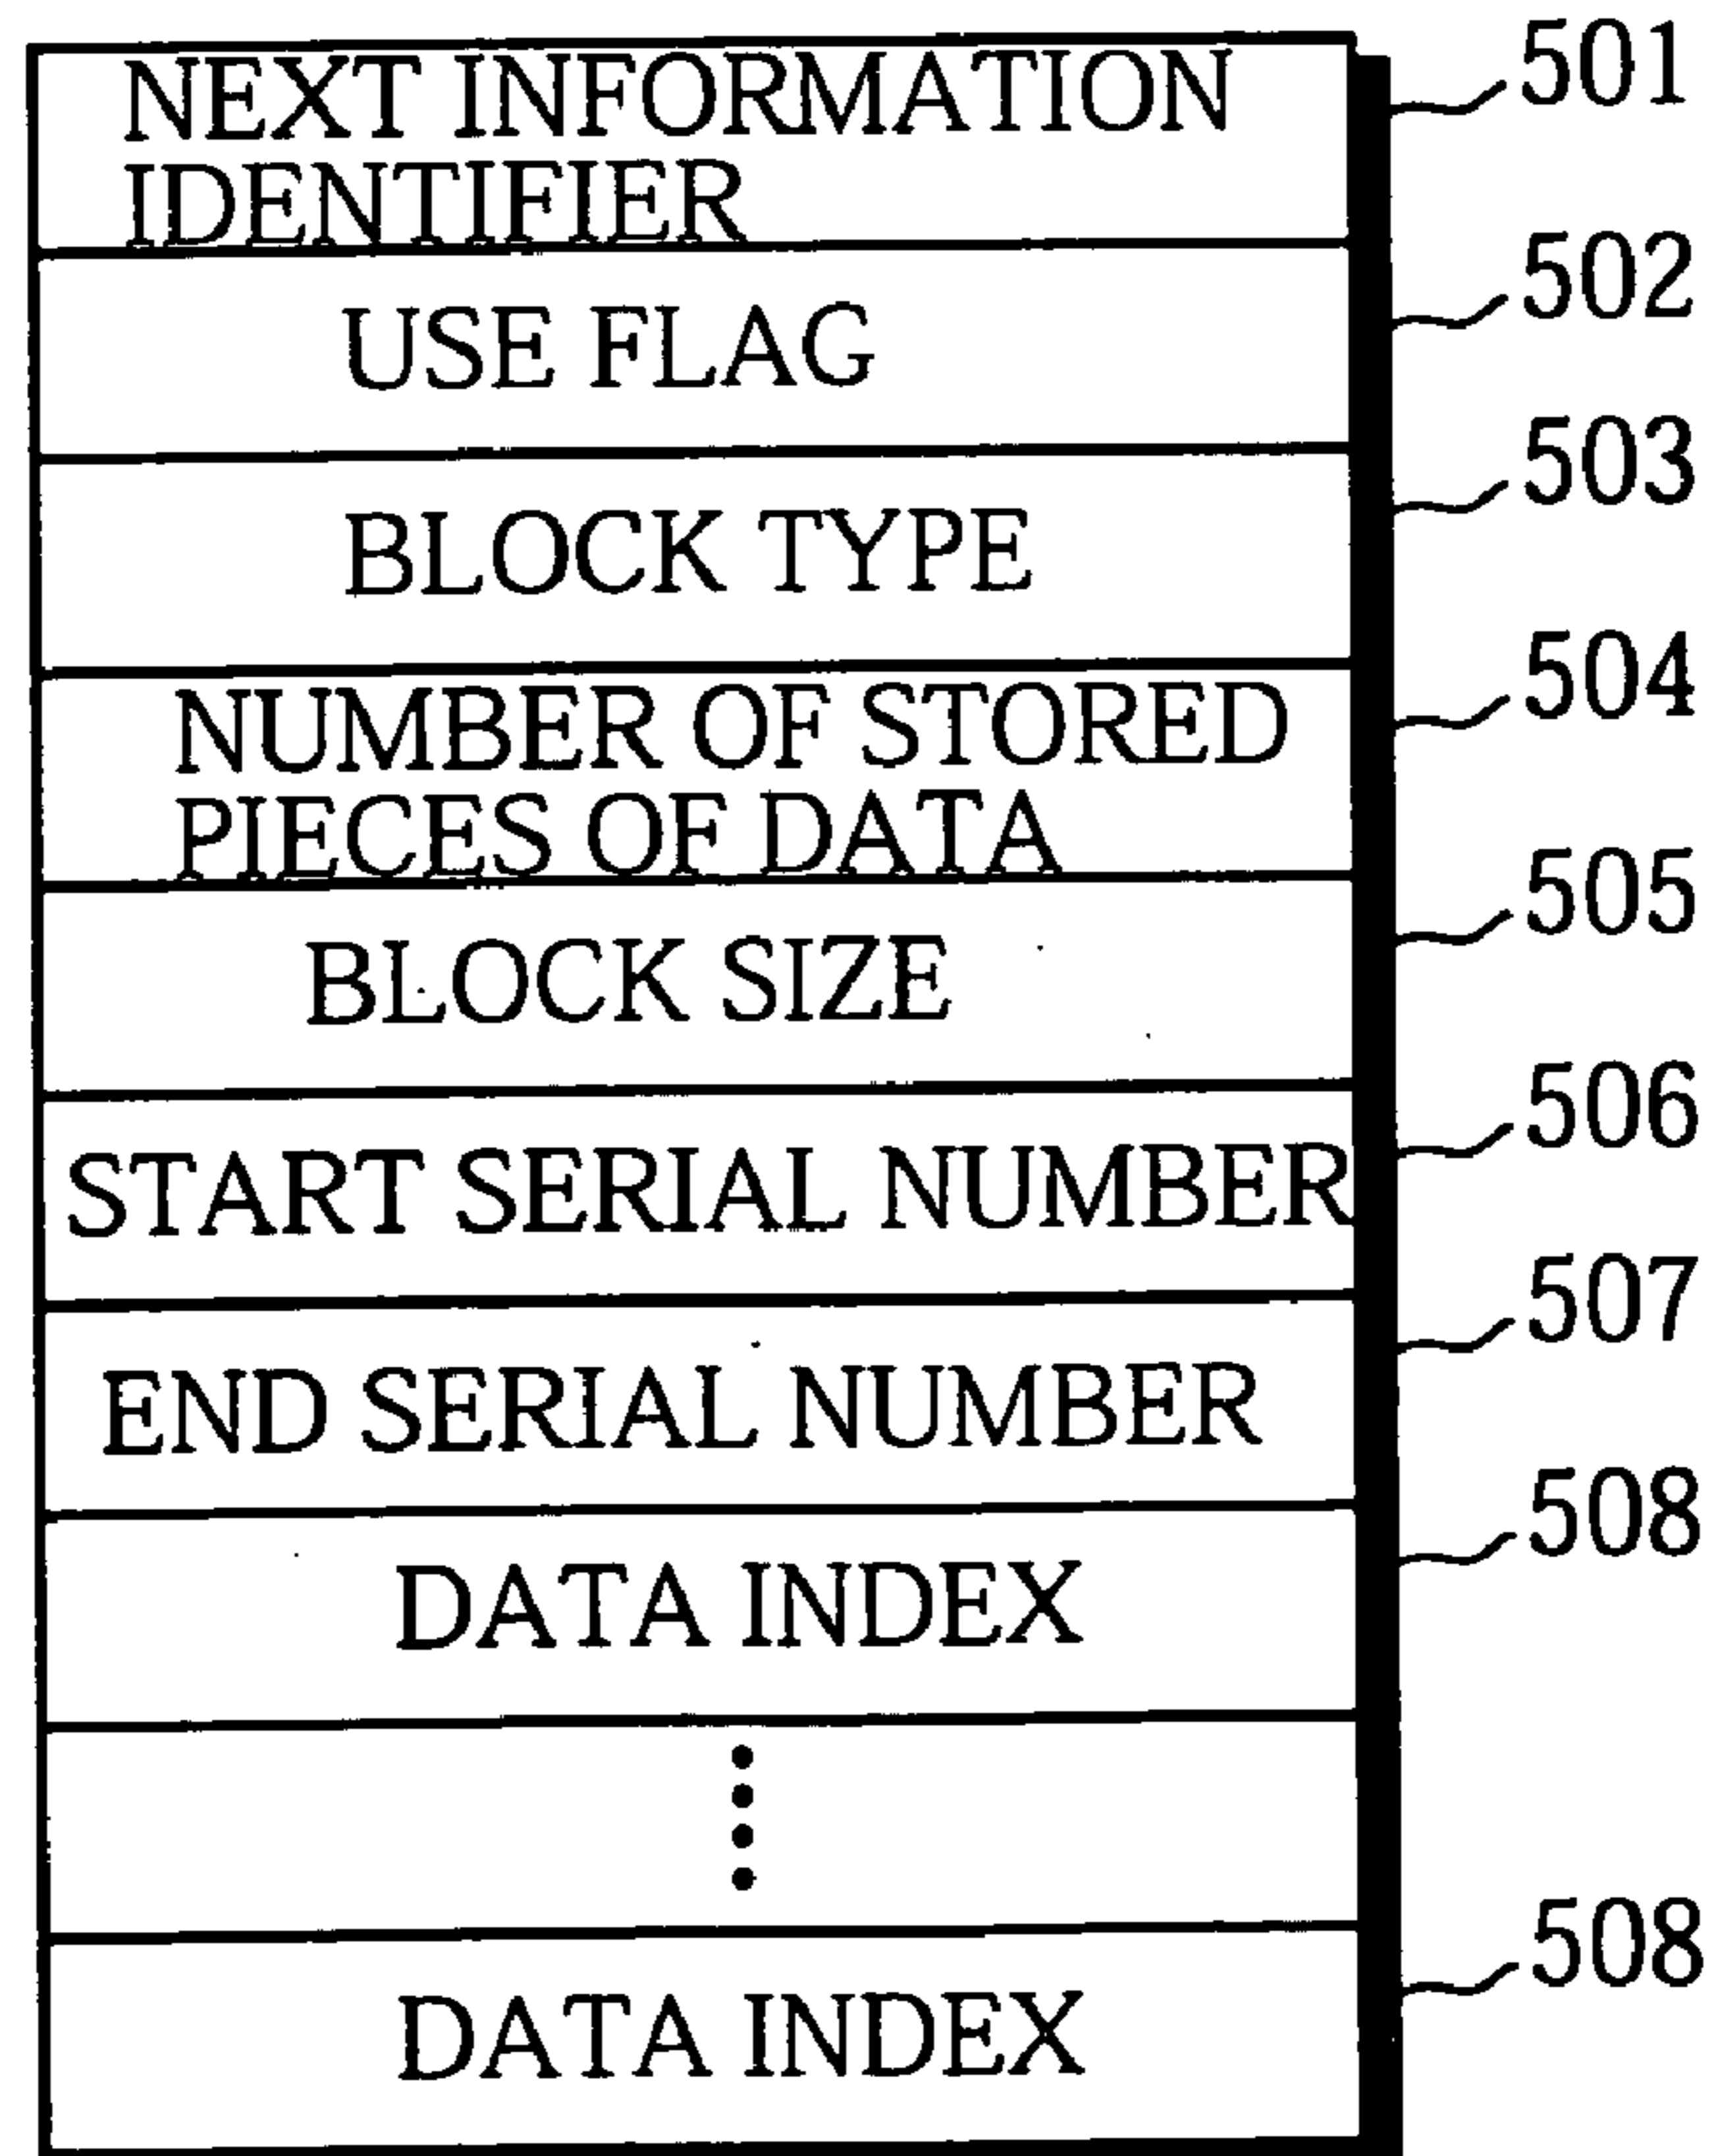 NEXT INFORMATION 501
IDENTIFIER
USE FLAG 502
BLOCK TYPE 503
NUMBER OF STORED 504
PIECES OF DATA
BLOCK SIZE 505
START SERIAL NUMBER 506
END SERIAL NUMBER 507
DATA INDEX 508
DATA INDEX 508